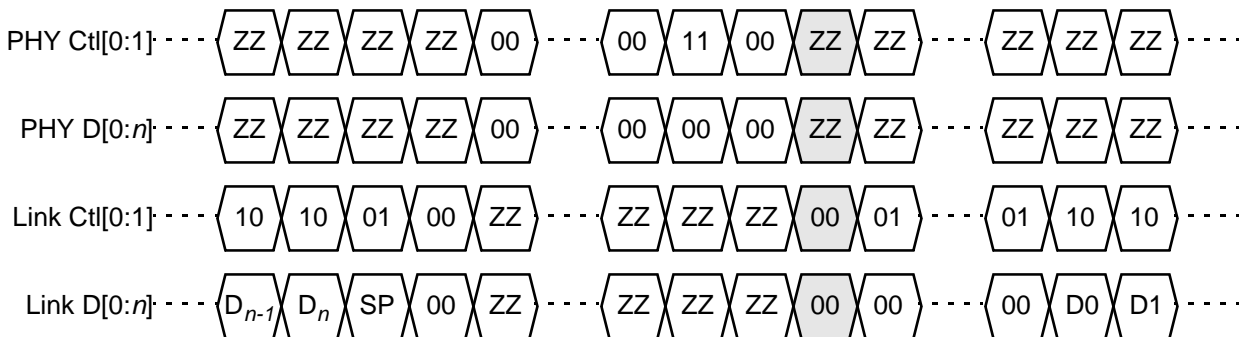 PHY Ctl[0:1] ZZ ZZ ZZ ZZ 00 00 11 00 ZZ ZZ ZZ ZZ ZZ
PHY D[0:n] ZZ ZZ ZZ ZZ 00 00 00 00 ZZ ZZ ZZ ZZ ZZ
Link Ctl[0:1] 10 10 01 00 ZZ ZZ ZZ ZZ 00 01 01 10 10
Link D[0:n] Dn-1 Dn SP 00 ZZ ZZ ZZ ZZ 00 00 00 D0 D1